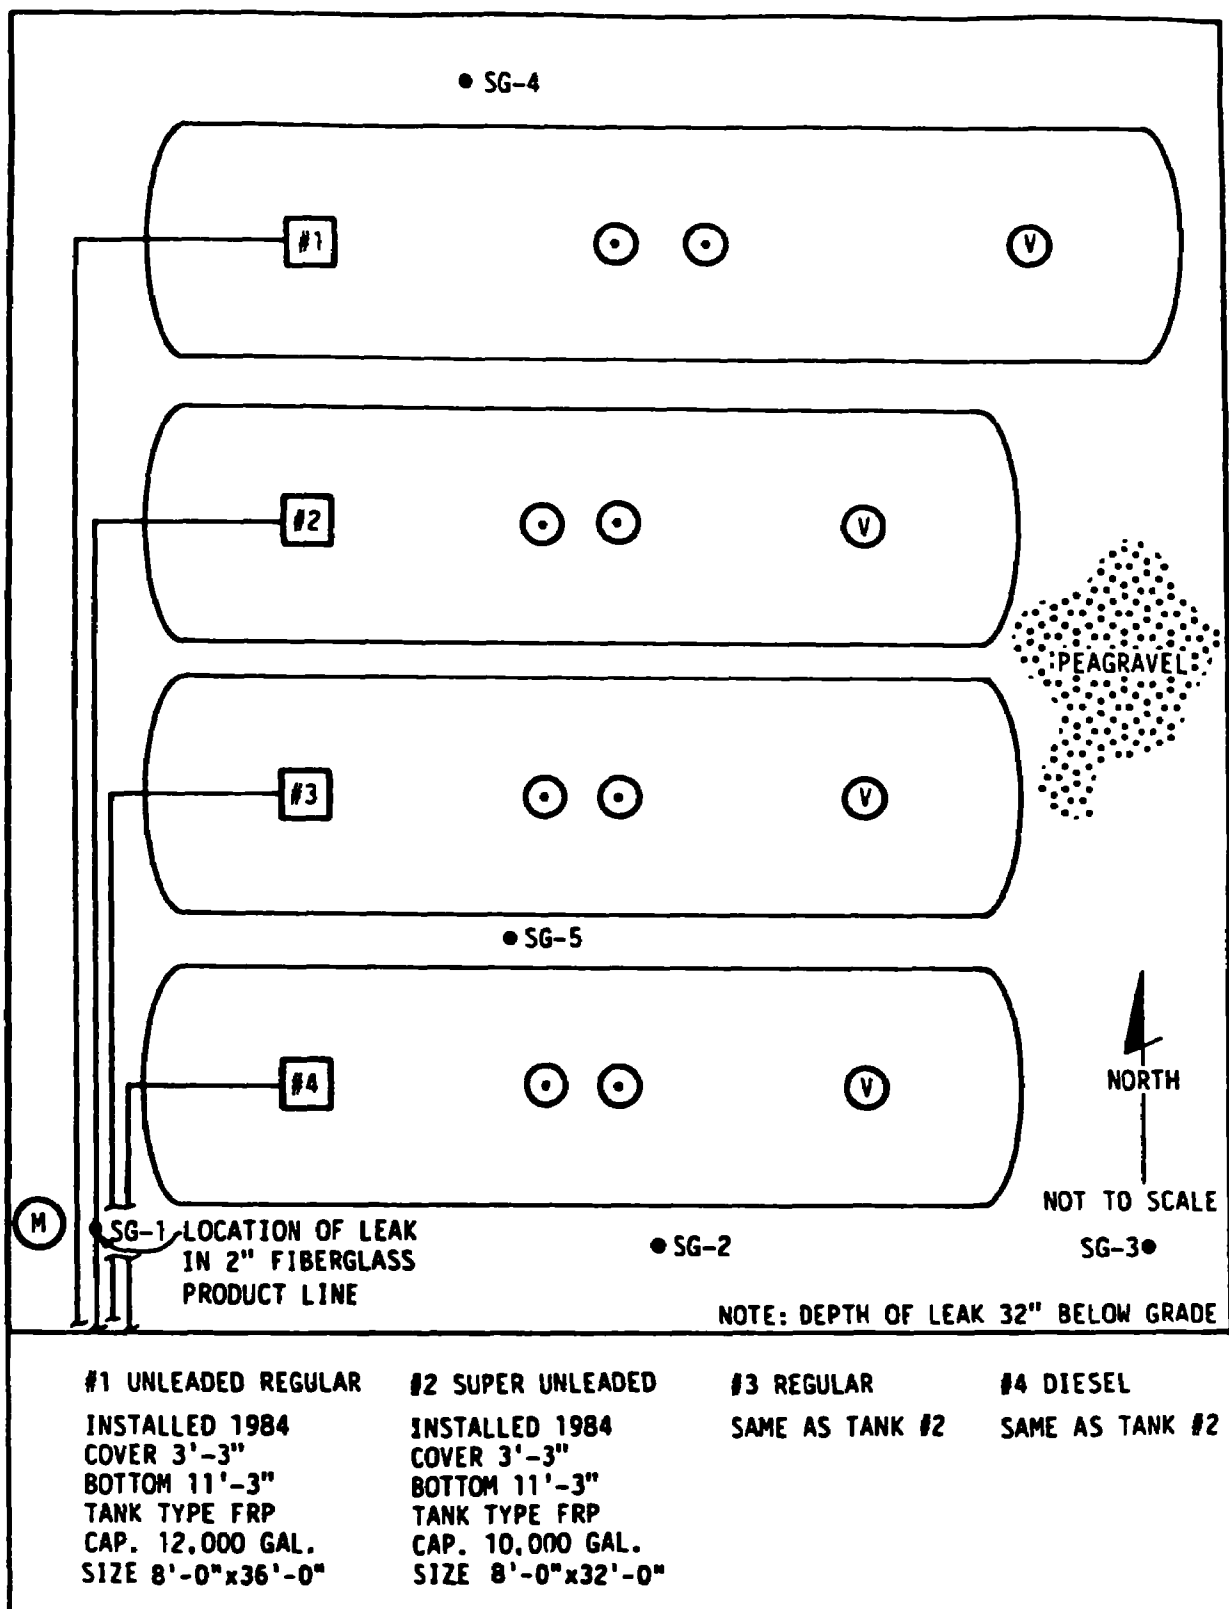 SG-4
#1
V
#2
V
PEAGRAVEL
#3
V
SG-5
#4
V
NORTH
NOT TO SCALE
M
SG-1 LOCATION OF LEAK
IN 2" FIBERGLASS
PRODUCT LINE
SG-2
SG-3
NOTE: DEPTH OF LEAK 32" BELOW GRADE
#1 UNLEADED REGULAR
INSTALLED 1984
COVER 3'-3"
BOTTOM 11'-3"
TANK TYPE FRP
CAP. 12,000 GAL.
SIZE 8'-0"x36'-0"
#2 SUPER UNLEADED
INSTALLED 1984
COVER 3'-3"
BOTTOM 11'-3"
TANK TYPE FRP
CAP. 10,000 GAL.
SIZE 8'-0"x32'-0"
#3 REGULAR
SAME AS TANK #2
#4 DIESEL
SAME AS TANK #2